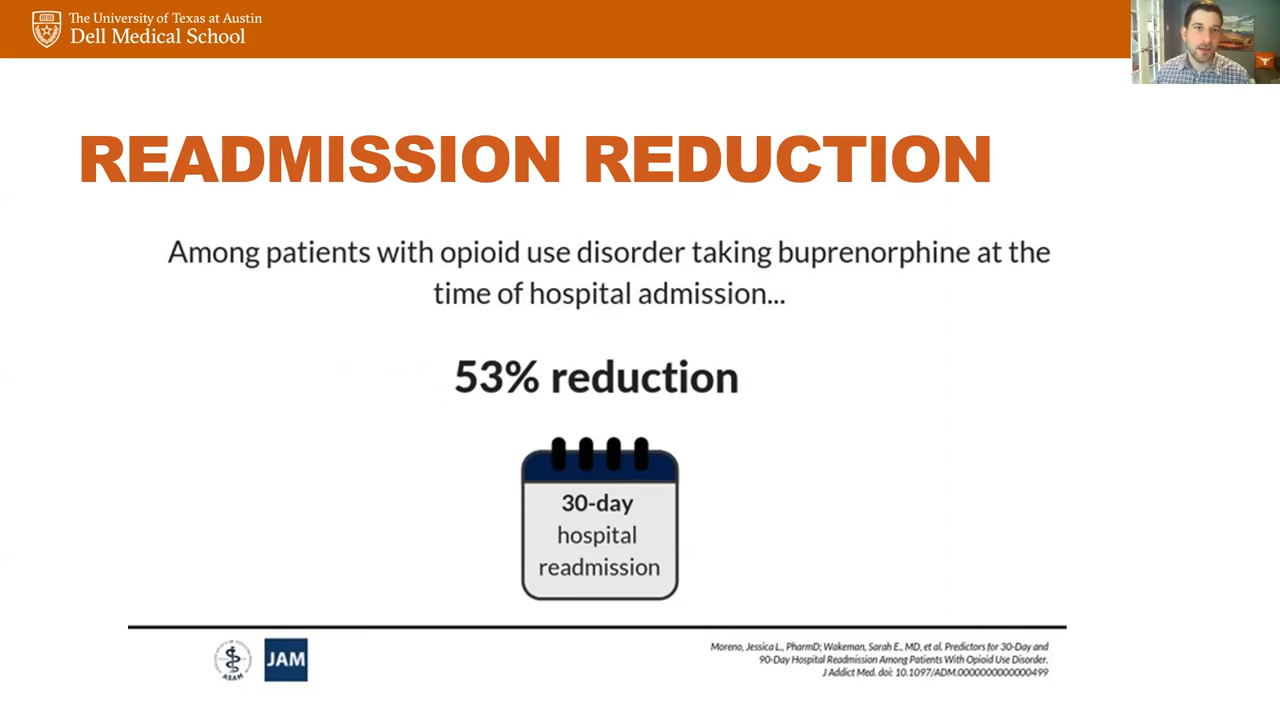 The University of Texas at Austin
Dell Medical School
READMISSION REDUCTION
Among patients with opioid use disorder taking buprenorphine at the
time of hospital admission...
53% reduction
30-day
hospital
readmission
ASAM
JAM
Moreno, Jessica L., PharmD; Wakeman, Sarah E., MD, et al. Predictors for 30-Day and
90-Day Hospital Readmission Among Patients With Opioid Use Disorder.
J Addict Med. doi: 10.1097/ADM.0000000000000499